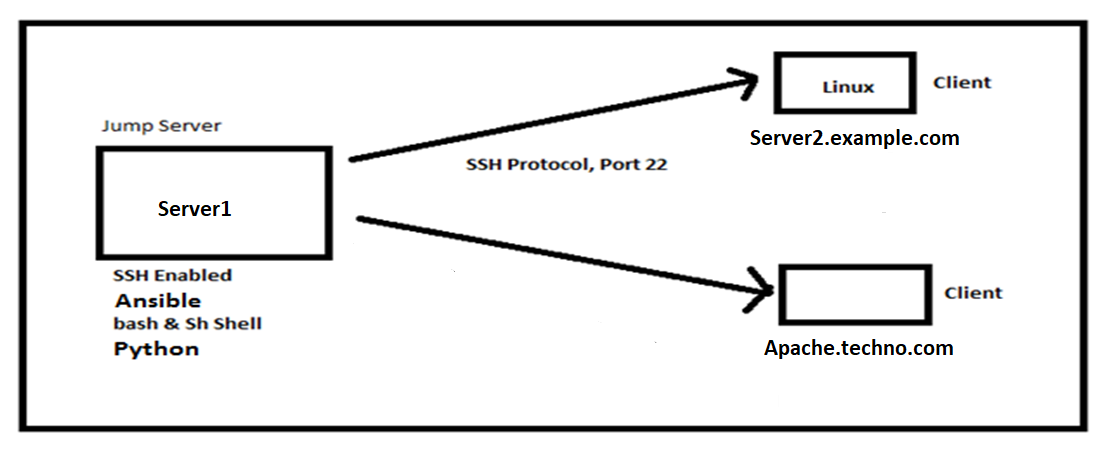 Jump Server
Server1
SSH Enabled
Ansible
bash & Sh Shell
Python
SSH Protocol, Port 22
Linux
Client
Server2.example.com
Client
Apache.techno.com